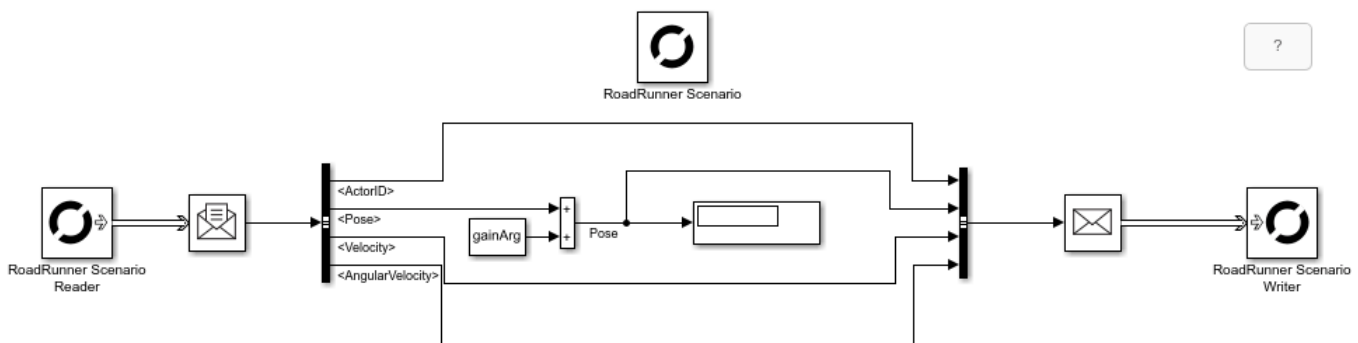 ?
RoadRunner Scenario
<ActorID>
<Pose>
gainArg
+
+
Pose
<Velocity>
<AngularVelocity>
RoadRunner Scenario
Reader
RoadRunner Scenario
Writer